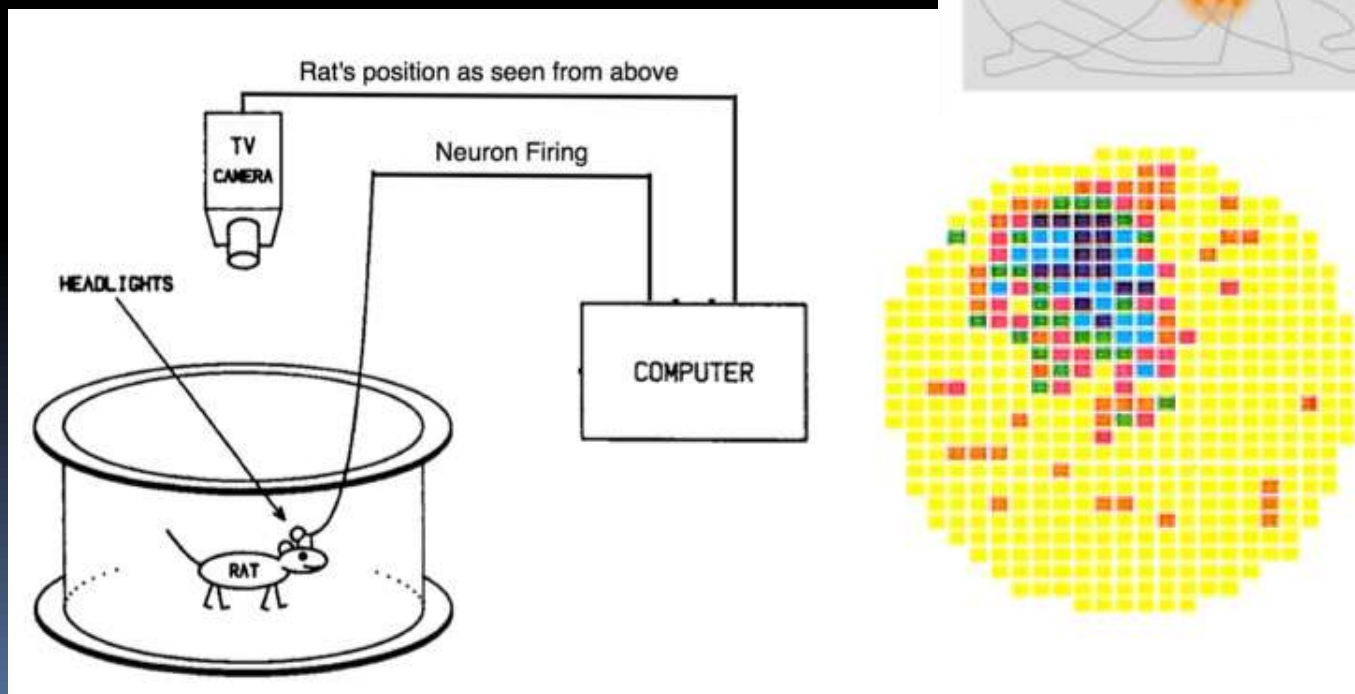 Rat's position as seen from above
TV
CAMERA
Neuron Firing
HEADLIGHTS
COMPUTER
RAT